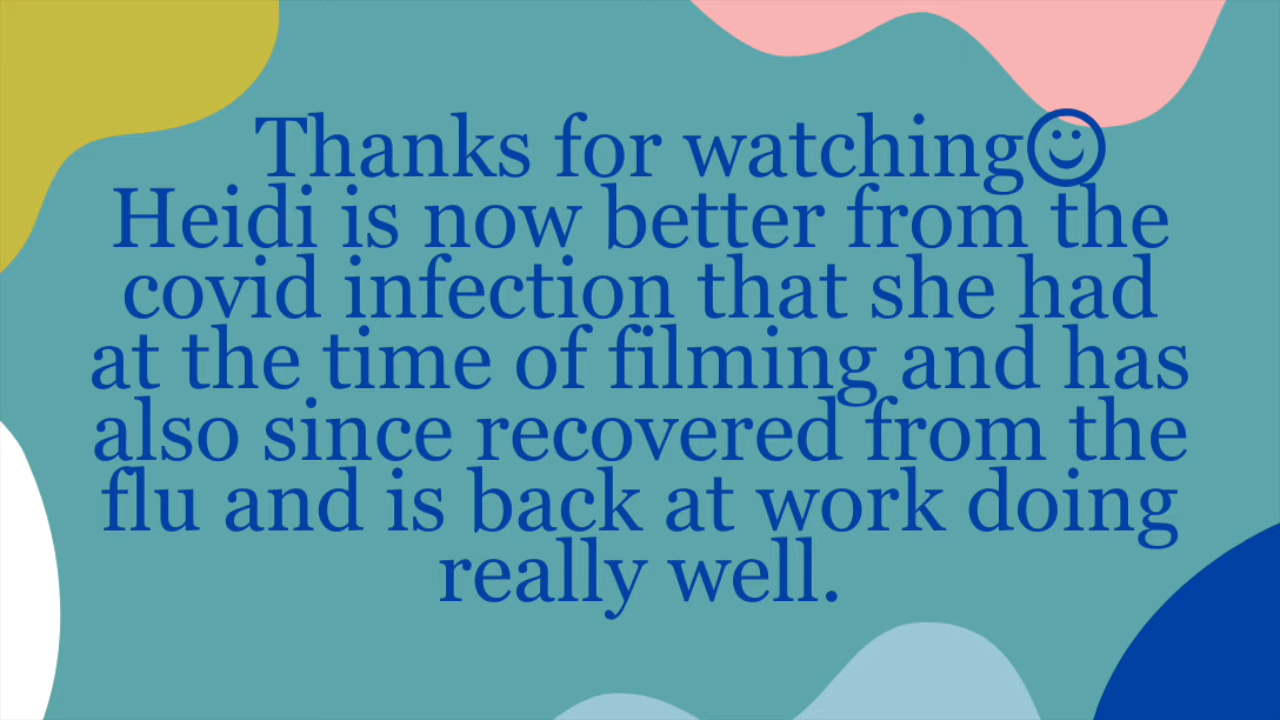 Thanks for watching☺
Heidi is now better from the
covid infection that she had
at the time of filming and has
also since recovered from the
flu and is back at work doing
really well.